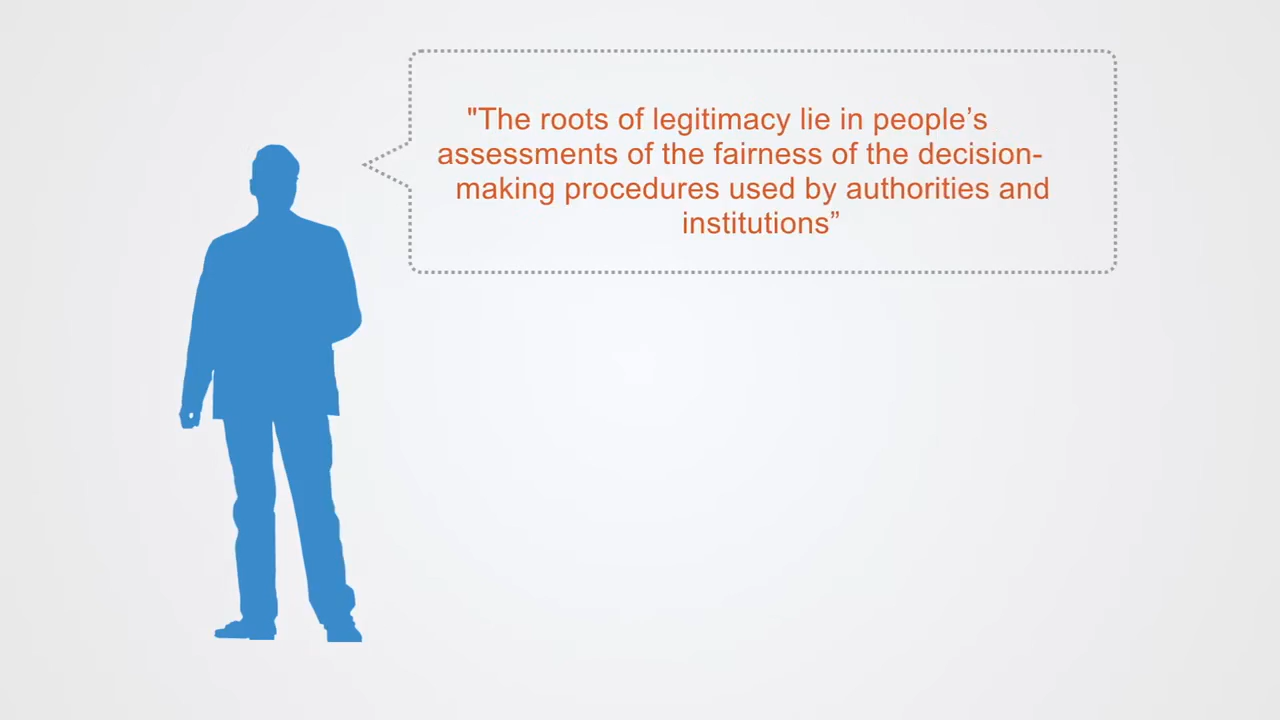 "The roots of legitimacy lie in people’s
assessments of the fairness of the decision-
making procedures used by authorities and
institutions”